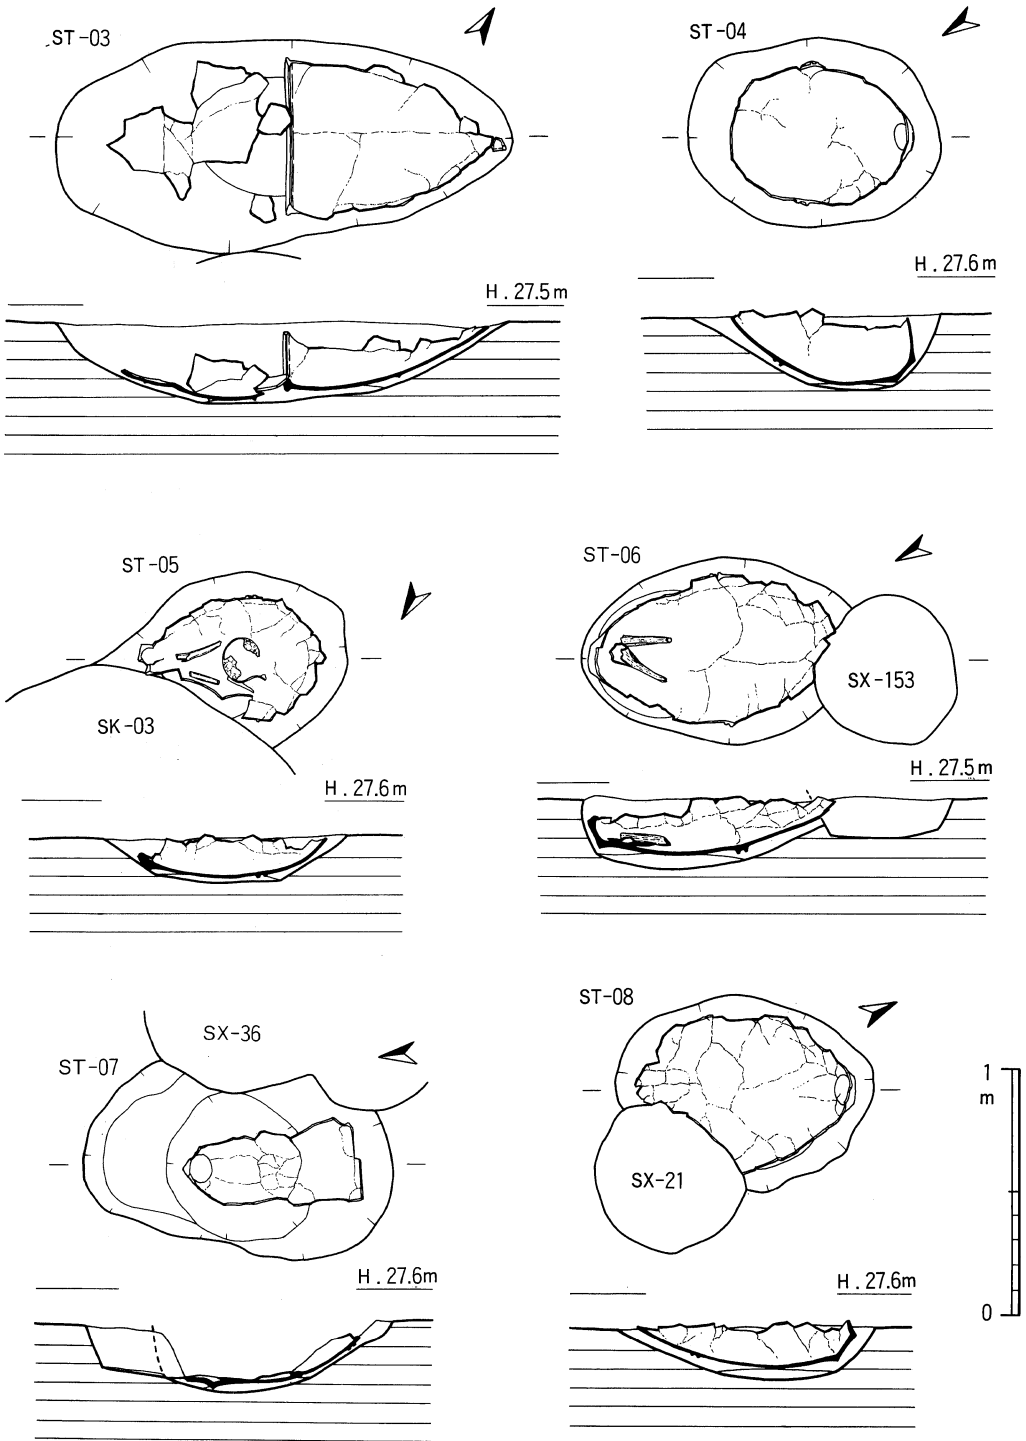 ST-03
ST-04
H. 27.5m
H. 27.6m
ST-05
SK-03
H. 27.6m
ST-06
SX-153
H. 27.5m
SX-36
ST-07
H. 27.6m
ST-08
SX-21
H. 27.6m
1
m
0